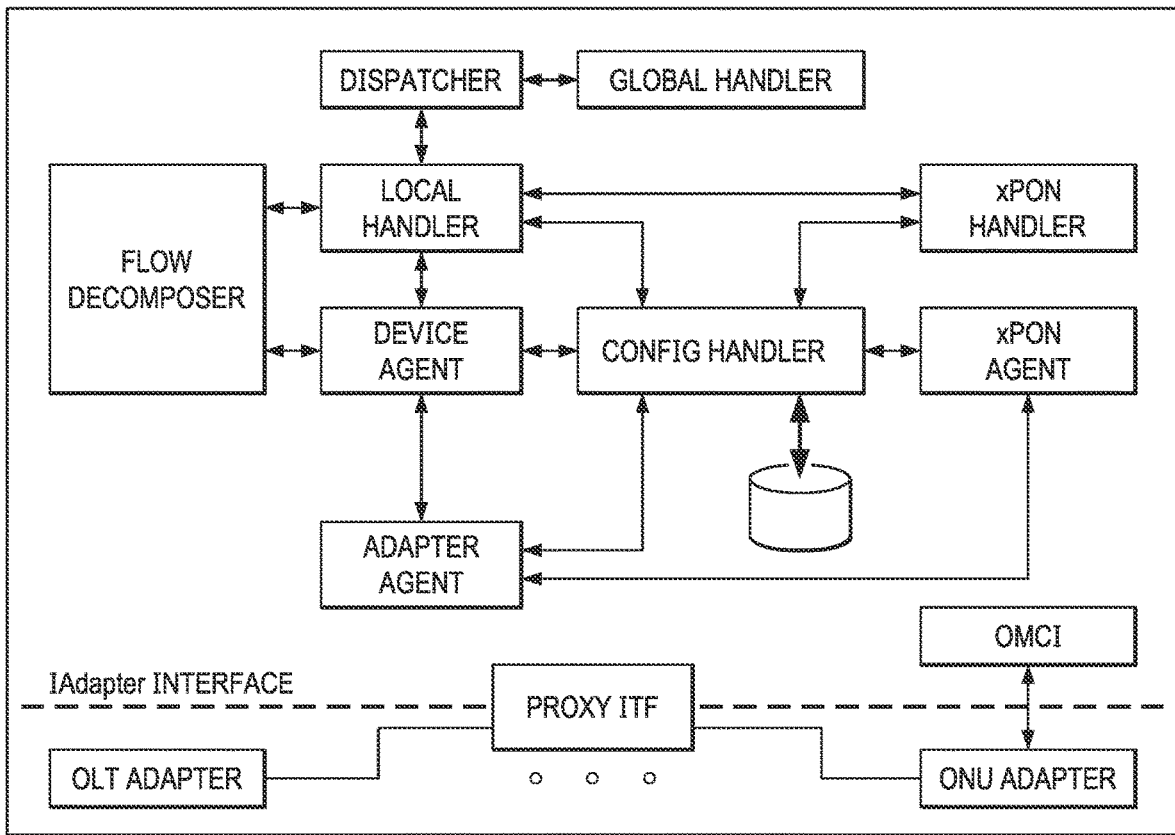 DISPATCHER
GLOBAL HANDLER
LOCAL
HANDLER
xPON
HANDLER
FLOW
DECOMPOSER
DEVICE
AGENT
CONFIG HANDLER
xPON
AGENT
ADAPTER
AGENT
OMCI
IAdapter INTERFACE
PROXY ITF
OLT ADAPTER
ONU ADAPTER